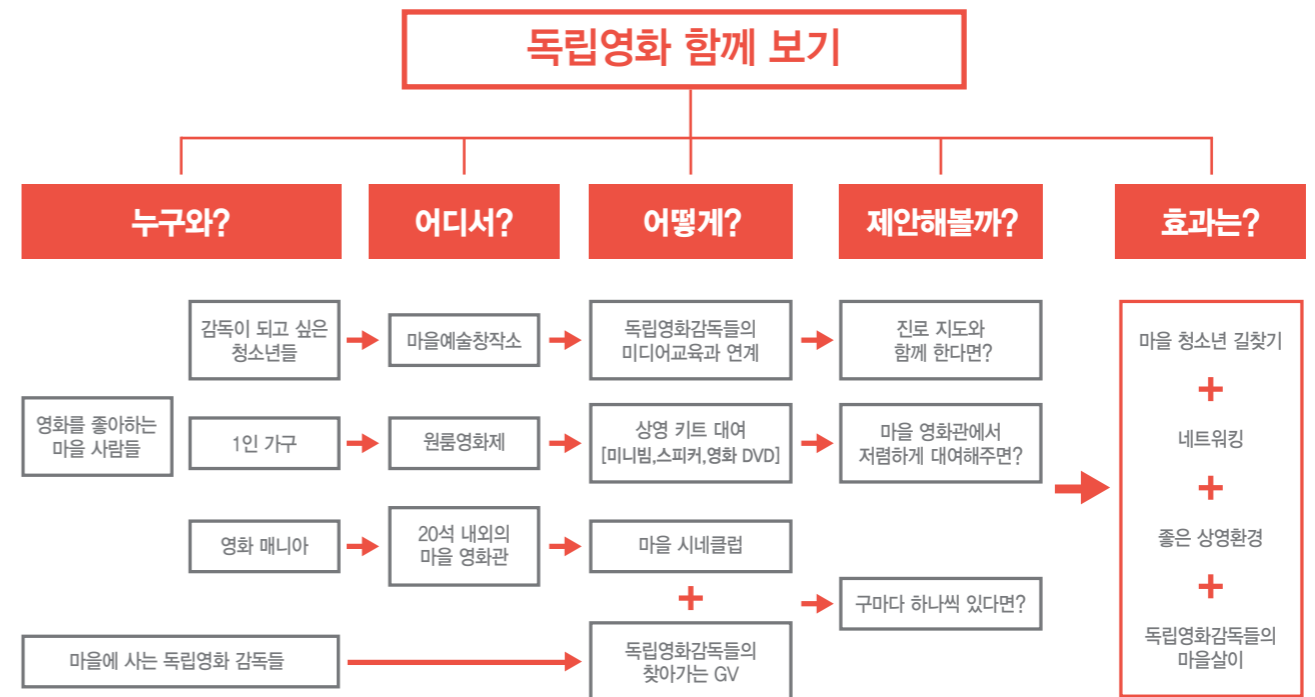 독립영화 함께 보기
누구와?
어디서?
어떻게?
제안해볼까?
효과는?
영화를 좋아하는
마을 사람들
감독이 되고 싶은
청소년들
마을예술창작소
독립영화감독들의
미디어교육과 연계
진로 지도와
함께 한다면?
1인 가구
원룸영화제
상영 키트 대여
[미니빔,스피커,영화 DVD]
마을 영화관에서
저렴하게 대여해주면?
영화 매니아
20석 내외의
마을 영화관
마을 시네클럽
+
구마다 하나씩 있다면?
마을에 사는 독립영화 감독들
독립영화감독들의
찾아가는 GV
마을 청소년 길찾기
+
네트워킹
+
좋은 상영환경
+
독립영화감독들의
마을살이